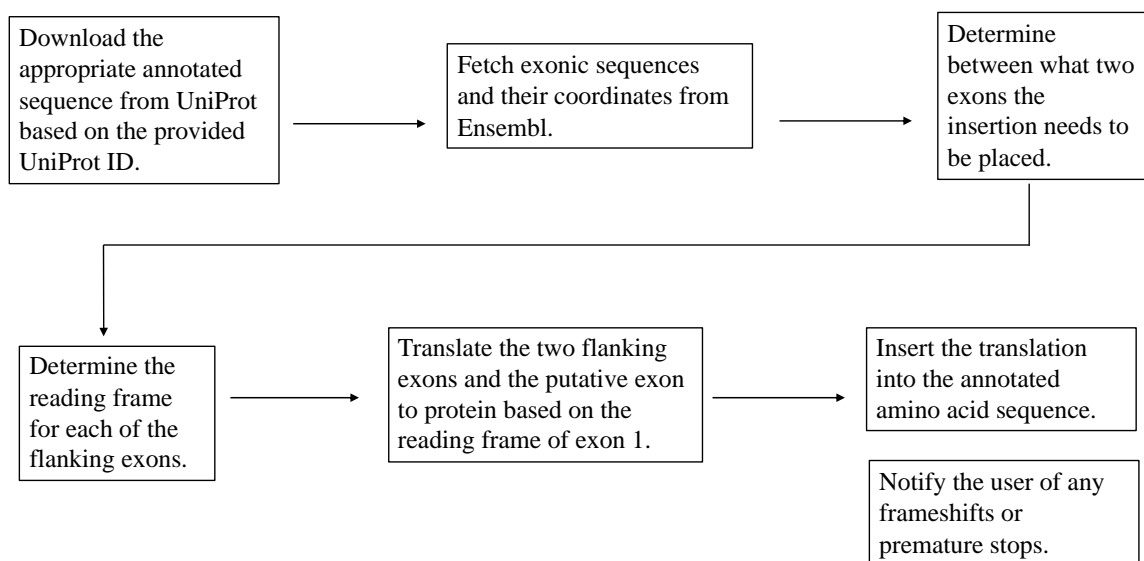 Download the
appropriate annotated
sequence from UniProt
based on the provided
UniProt ID.
Fetch exonic sequences
and their coordinates from
Ensembl.
Determine
between what two
exons the
insertion needs to
be placed.
Determine the
reading frame
for each of the
flanking exons.
Translate the two flanking
exons and the putative exon
to protein based on the
reading frame of exon 1.
Insert the translation
into the annotated
amino acid sequence.
Notify the user of any
frameshifts or
premature stops.